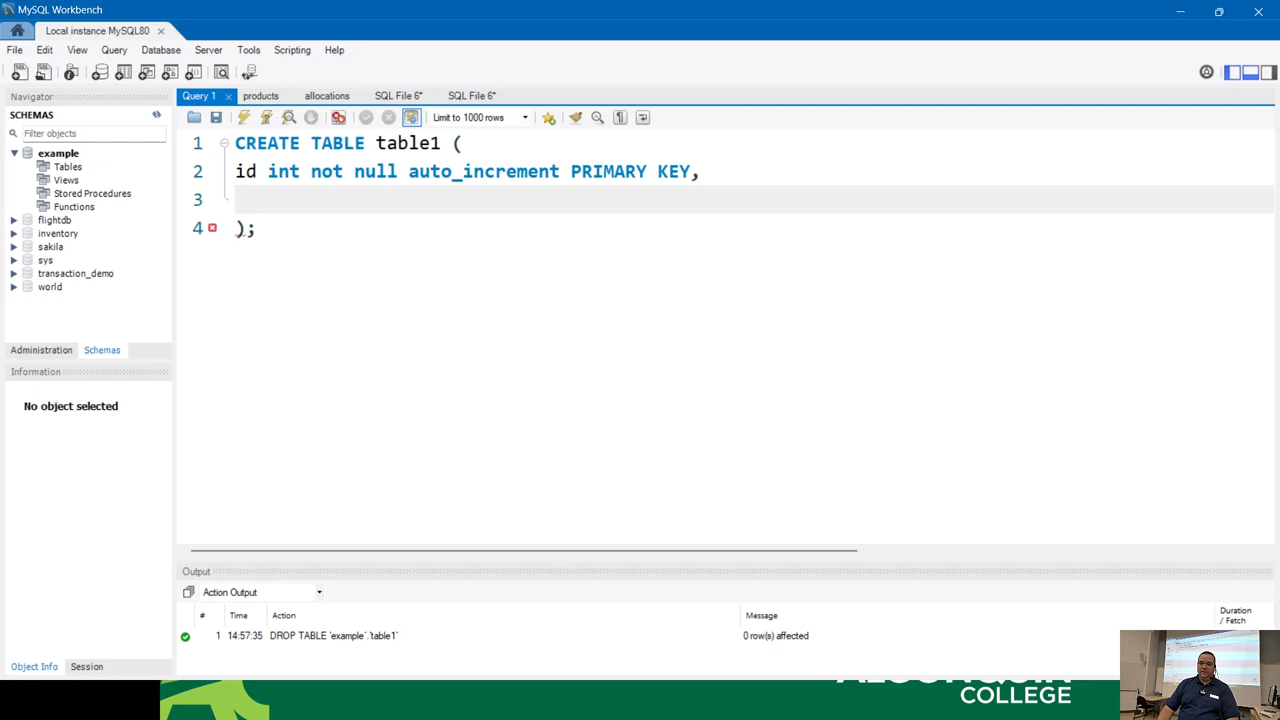 MySQL Workbench
Local instance MySQL80
File Edit View Query Database Server Tools Scripting Help
Navigator
SCHEMAS
Filter objects
example
Tables
Views
Stored Procedures
Functions
flightdb
inventory
sakila
sys
transaction_demo
world
Administration Schemas
Information
No object selected
Object Info Session
Query 1 products allocations SQL File 6* SQL File 6*
Limit to 1000 rows
1 CREATE TABLE table1 (
2 id int not null auto_increment PRIMARY KEY,
3
4 );
Output
Action Output
# Time Action Message Duration / Fetch
1 14:57:35 DROP TABLE `example`.`table1` 0 row(s) affected
COLLEGE